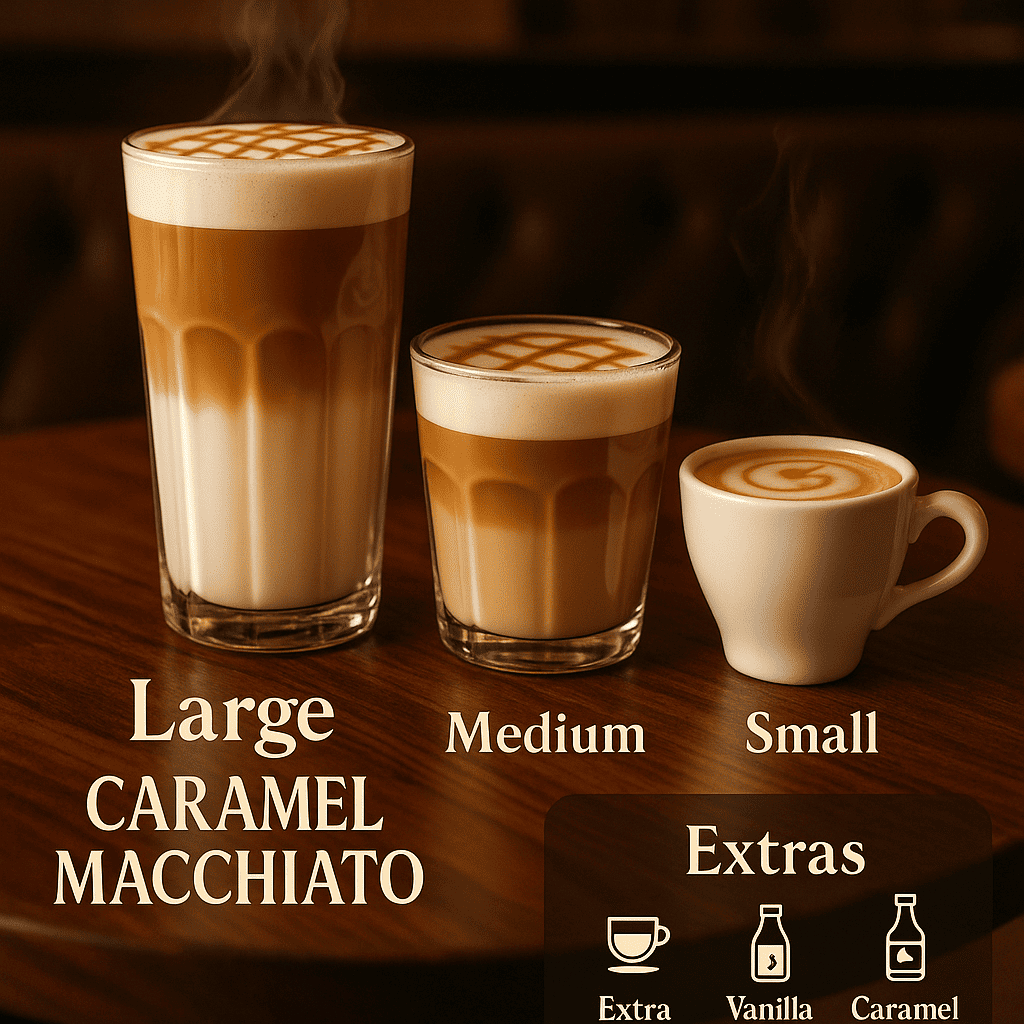 Large
CARAMEL
MACCHIATO
Medium
Small
Extras
Extra
Vanilla
Caramel